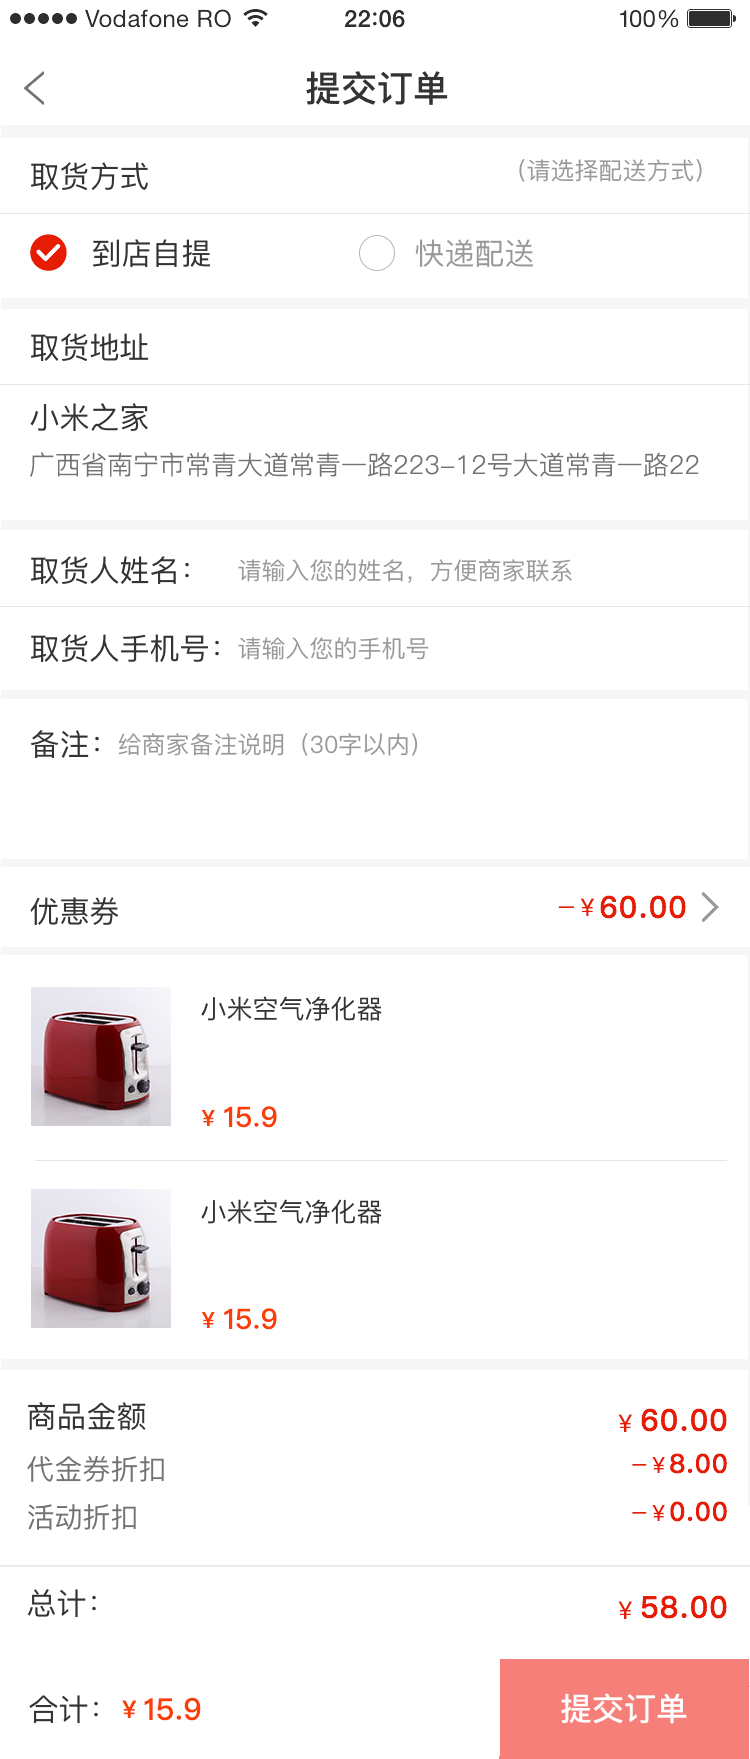 Vodafone RO 22:06 100%
提交订单
取货方式 （请选择配送方式）
到店自提 快递配送
取货地址
小米之家
广西省南宁市常青大道常青一路223-12号大道常青一路22
取货人姓名： 请输入您的姓名，方便商家联系
取货人手机号： 请输入您的手机号
备注： 给商家备注说明（30字以内）
优惠券 -¥60.00
小米空气净化器
¥ 15.9
小米空气净化器
¥ 15.9
商品金额 ¥ 60.00
代金券折扣 -¥8.00
活动折扣 -¥0.00
总计： ¥ 58.00
合计： ¥ 15.9 提交订单